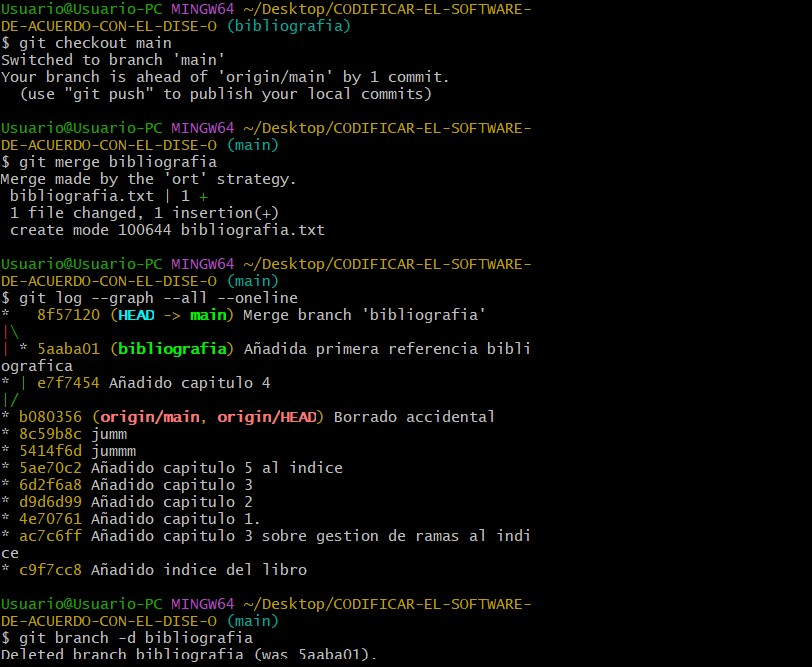 Usuario@Usuario-PC MINGW64 ~/Desktop/CODIFICAR-EL-SOFTWARE-
DE-ACUERDO-CON-EL-DISE-O (bibliografia)
$ git checkout main
Switched to branch 'main'
Your branch is ahead of 'origin/main' by 1 commit.
  (use "git push" to publish your local commits)

Usuario@Usuario-PC MINGW64 ~/Desktop/CODIFICAR-EL-SOFTWARE-
DE-ACUERDO-CON-EL-DISE-O (main)
$ git merge bibliografia
Merge made by the 'ort' strategy.
 bibliografia.txt | 1 +
 1 file changed, 1 insertion(+)
 create mode 100644 bibliografia.txt

Usuario@Usuario-PC MINGW64 ~/Desktop/CODIFICAR-EL-SOFTWARE-
DE-ACUERDO-CON-EL-DISE-O (main)
$ git log --graph --all --oneline
*   8f57120 (HEAD -> main) Merge branch 'bibliografia'
|\
| * 5aaba01 (bibliografia) Añadida primera referencia bibli
ografica
* | e7f7454 Añadido capitulo 4
|/
* b080356 (origin/main, origin/HEAD) Borrado accidental
* 8c59b8c jumm
* 5414f6d jummm
* 5ae70c2 Añadido capitulo 5 al indice
* 6d2f6a8 Añadido capitulo 3
* d9d6d99 Añadido capitulo 2
* 4e70761 Añadido capitulo 1.
* ac7c6ff Añadido capitulo 3 sobre gestion de ramas al indi
ce
* c9f7cc8 Añadido indice del libro

Usuario@Usuario-PC MINGW64 ~/Desktop/CODIFICAR-EL-SOFTWARE-
DE-ACUERDO-CON-EL-DISE-O (main)
$ git branch -d bibliografia
Deleted branch bibliografia (was 5aaba01).